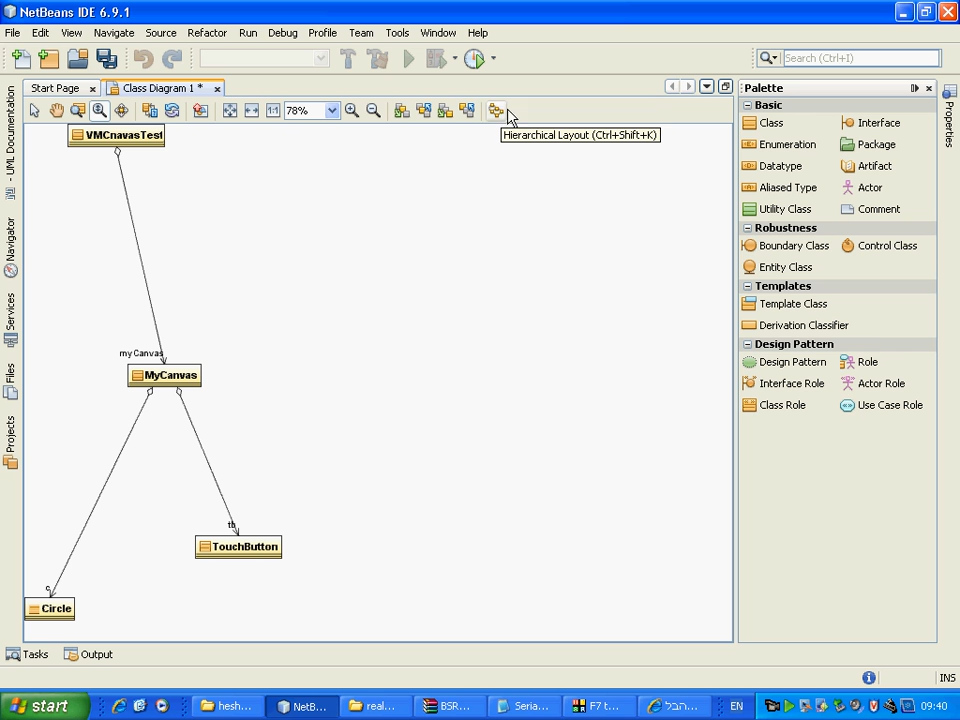 NetBeans IDE 6.9.1
File Edit View Navigate Source Refactor Run Debug Profile Team Tools Window Help
Search (Ctrl+I)
Start Page
Class Diagram 1 *
78%
Hierarchical Layout (Ctrl+Shift+K)
- UML Documentation
Navigator
Services
Files
Projects
VMCnavasTest
myCanvas
MyCanvas
tb
TouchButton
c
Circle
Palette
Basic
Class
Interface
Enumeration
Package
Datatype
Artifact
Aliased Type
Actor
Utility Class
Comment
Robustness
Boundary Class
Control Class
Entity Class
Templates
Template Class
Derivation Classifier
Design Pattern
Design Pattern
Role
Interface Role
Actor Role
Class Role
Use Case Role
Properties
Tasks
Output
INS
start
hesh...
NetB...
real...
BSR...
Seria...
F7 t...
הבל...
EN
09:40